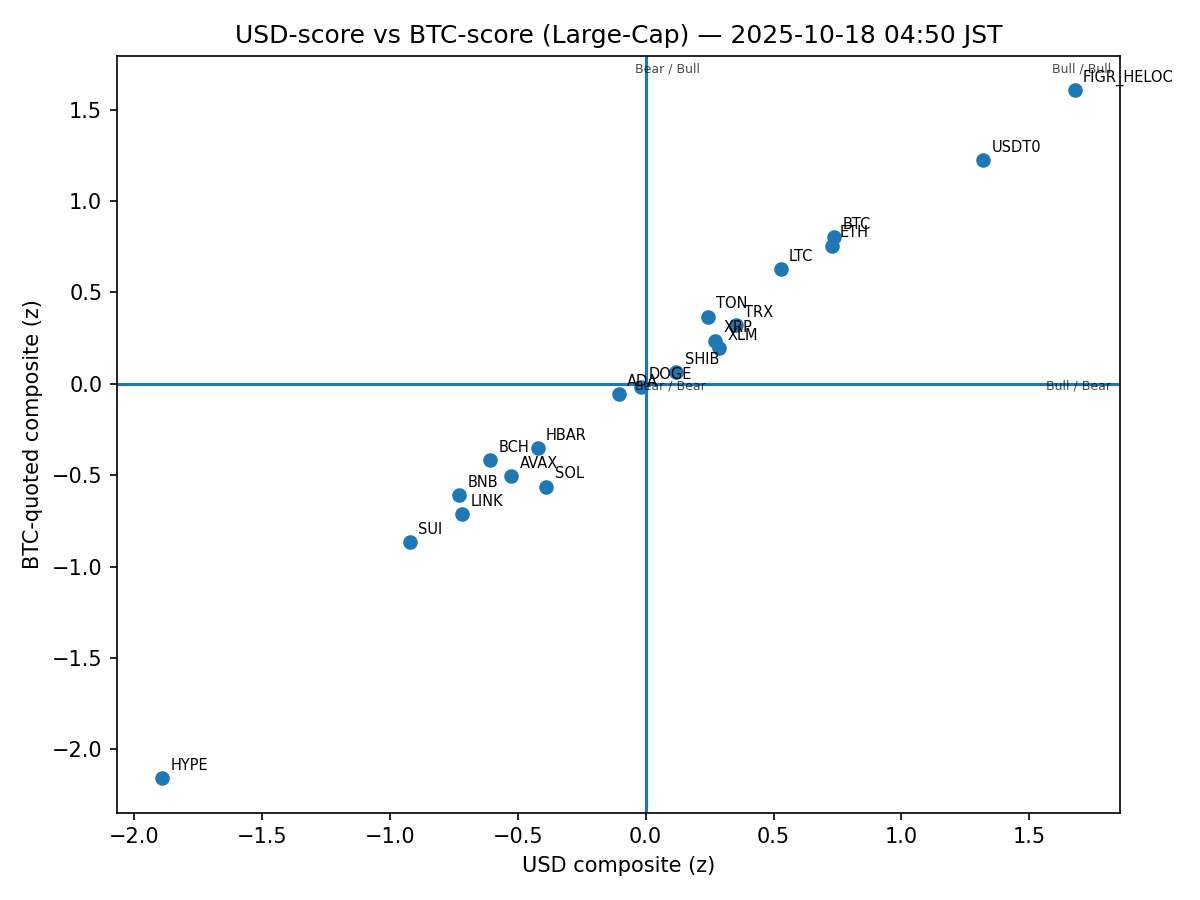 USD-score vs BTC-score (Large-Cap) — 2025-10-18 04:50 JST
Bear / Bull
Bull / Bull
FIGR_HELOC
USDT0
BTC
ETH
LTC
TON
TRX
XRP
XLM
SHIB
DOGE
ADA
Bear / Bear
Bull / Bear
HBAR
BCH
AVAX
SOL
BNB
LINK
SUI
HYPE
1.5
1.0
0.5
0.0
−0.5
−1.0
−1.5
−2.0
BTC-quoted composite (z)
−2.0 −1.5 −1.0 −0.5 0.0 0.5 1.0 1.5
USD composite (z)